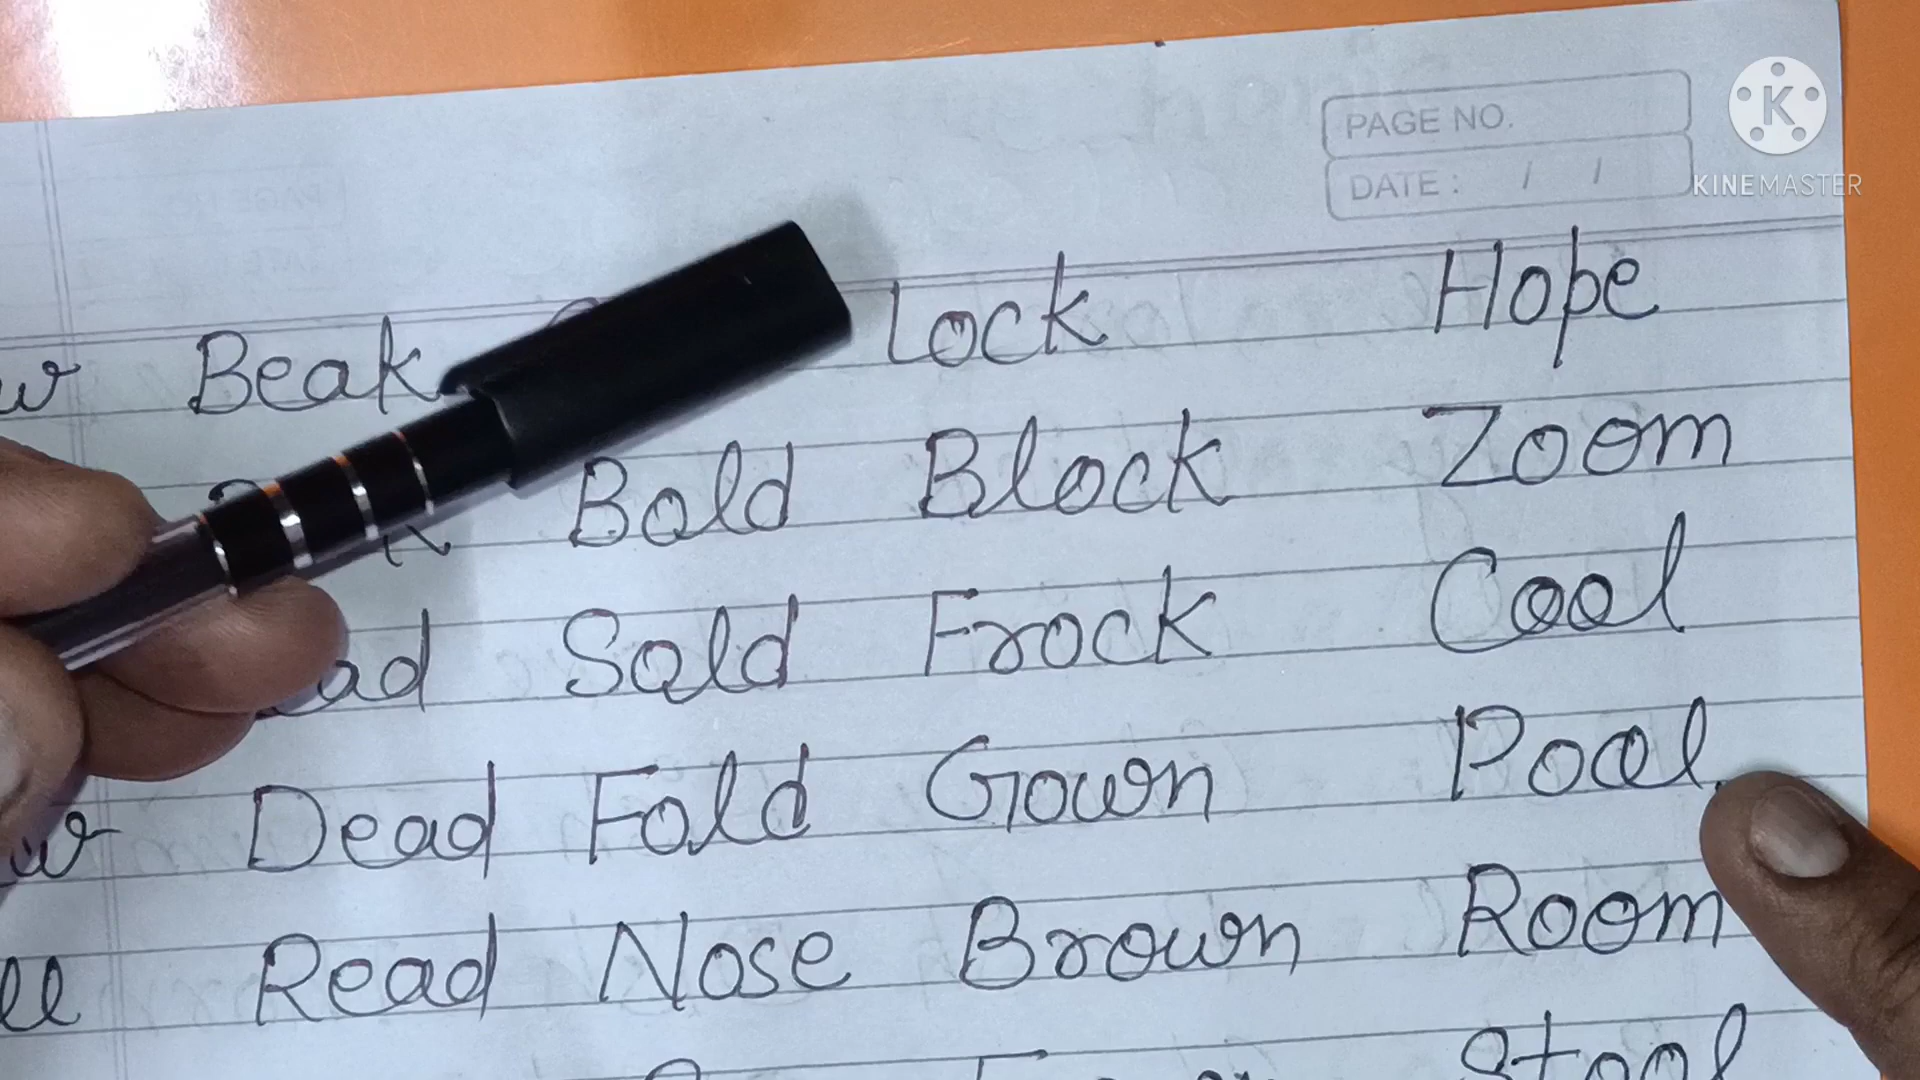 PAGE NO.
DATE : / /
KINEMASTER
Beak Lock Hope
Bold Block Zoom
Sold Frock Cool
Dead Fold Gown Pool
Read Nose Brown Room
Stool